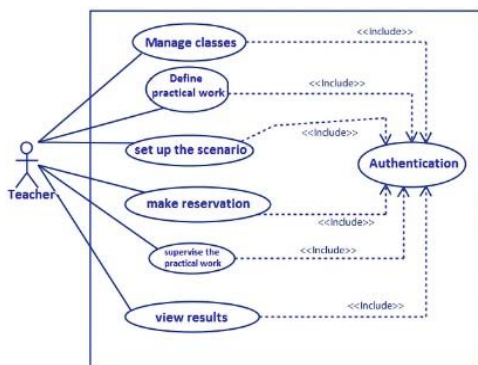 Manage classes
<<Include>>
Define
practical work
<<Include>>
set up the scenario
<<Include>>
Authentication
Teacher
make reservation
<<Include>>
supervise the
practical work
<<Include>>
view results
<<Include>>